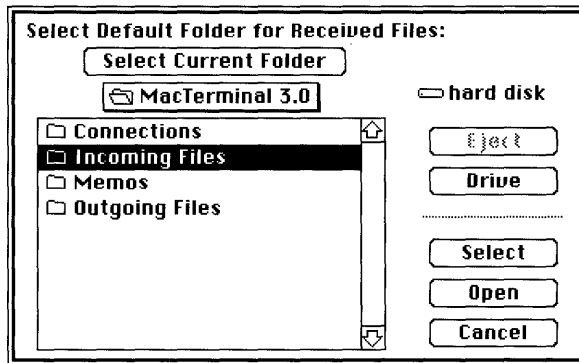 Select Default Folder for Received Files:
Select Current Folder
MacTerminal 3.0
hard disk
Connections
Incoming Files
Memos
Outgoing Files
Eject
Drive
Select
Open
Cancel